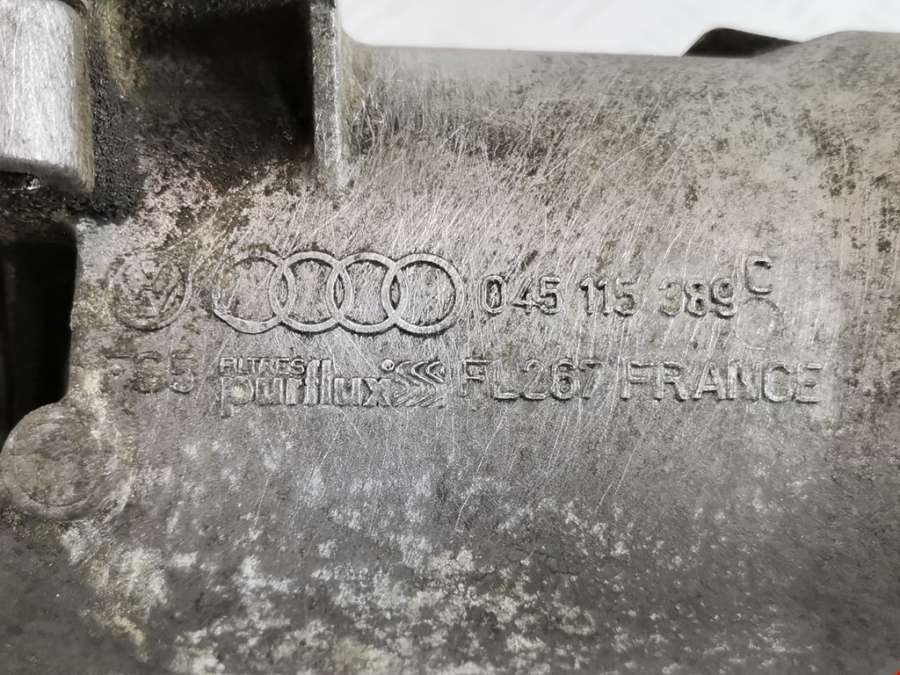 045 115 389 C
FILTRES
purflux FL267 FRANCE